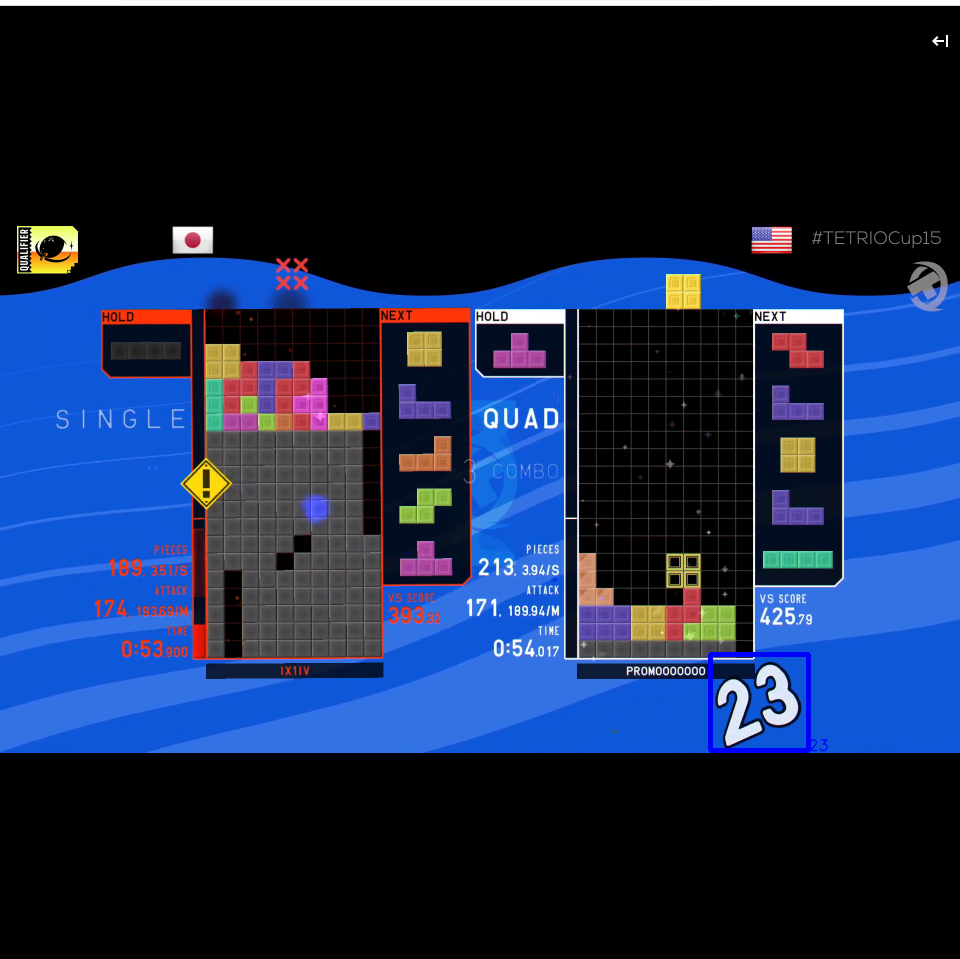 QUALIFIER
#TETRIOCup15
HOLD
NEXT
HOLD
NEXT
SINGLE
QUAD
3 COMBO
PIECES
189, 3.51/S
ATTACK
174, 193.63/M
TIME
0:53.900
VS SCORE
393.32
PIECES
213, 3.94/S
ATTACK
171, 189.94/M
TIME
0:54.017
VS SCORE
425.79
IX1IV
PROMOOOOOOO
23
23